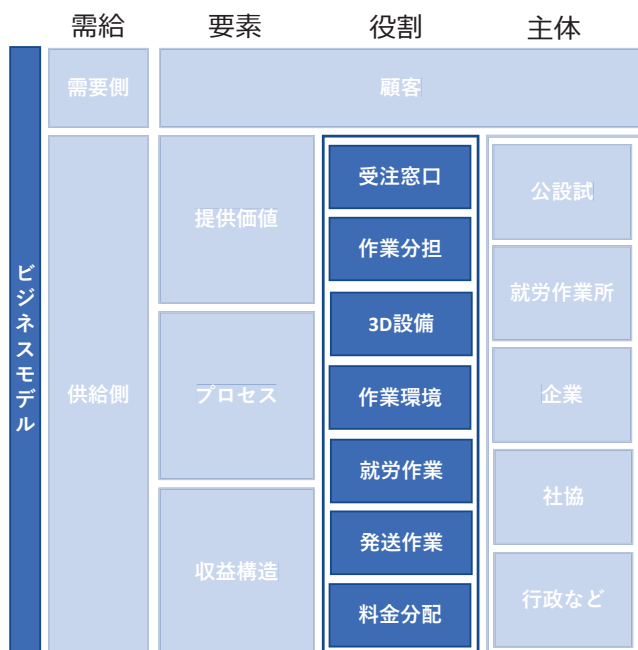 需給
要素
役割
主体
ビジネスモデル
需要側
顧客
供給側
提供価値
プロセス
収益構造
受注窓口
作業分担
3D設備
作業環境
就労作業
発送作業
料金分配
公設試
就労作業所
企業
社協
行政など